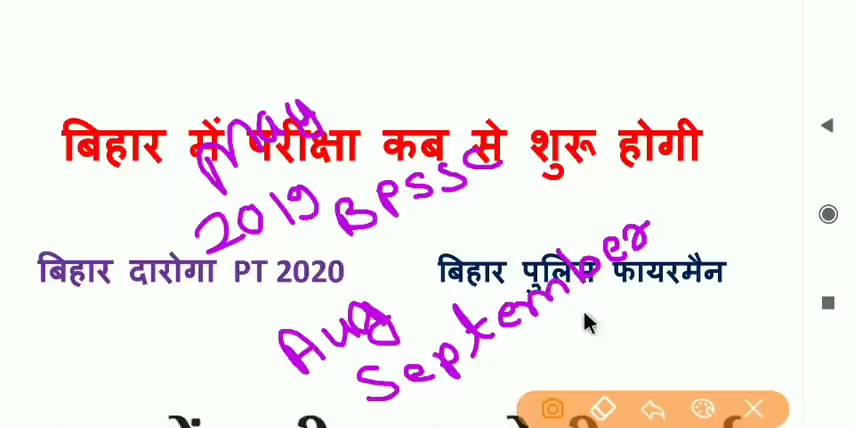 बिहार में परीक्षा कब से शुरू होगी
May
2019 BPSSC
बिहार दारोगा PT 2020 बिहार पुलिस फायरमैन
Aug
September